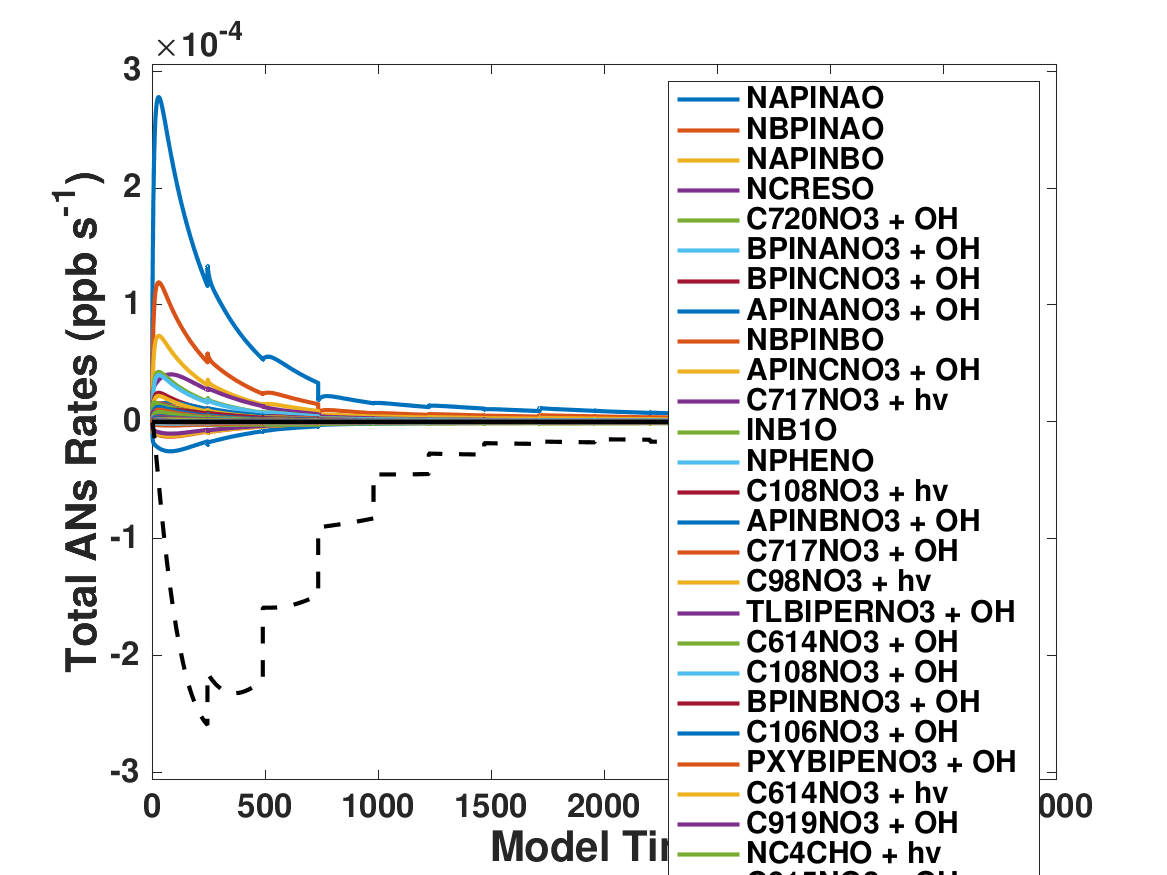 ×10-4
3
2
1
0
-1
-2
-3
Total ANs Rates (ppb s-1)
0
500
1000
1500
2000
000
Model Tir
NAPINAO
NBPINAO
NAPINBO
NCRESO
C720NO3 + OH
BPINANO3 + OH
BPINCNO3 + OH
APINANO3 + OH
NBPINBO
APINCNO3 + OH
C717NO3 + hv
INB1O
NPHENO
C108NO3 + hv
APINBNO3 + OH
C717NO3 + OH
C98NO3 + hv
TLBIPERNO3 + OH
C614NO3 + OH
C108NO3 + OH
BPINBNO3 + OH
C106NO3 + OH
PXYBIPENO3 + OH
C614NO3 + hv
C919NO3 + OH
NC4CHO + hv